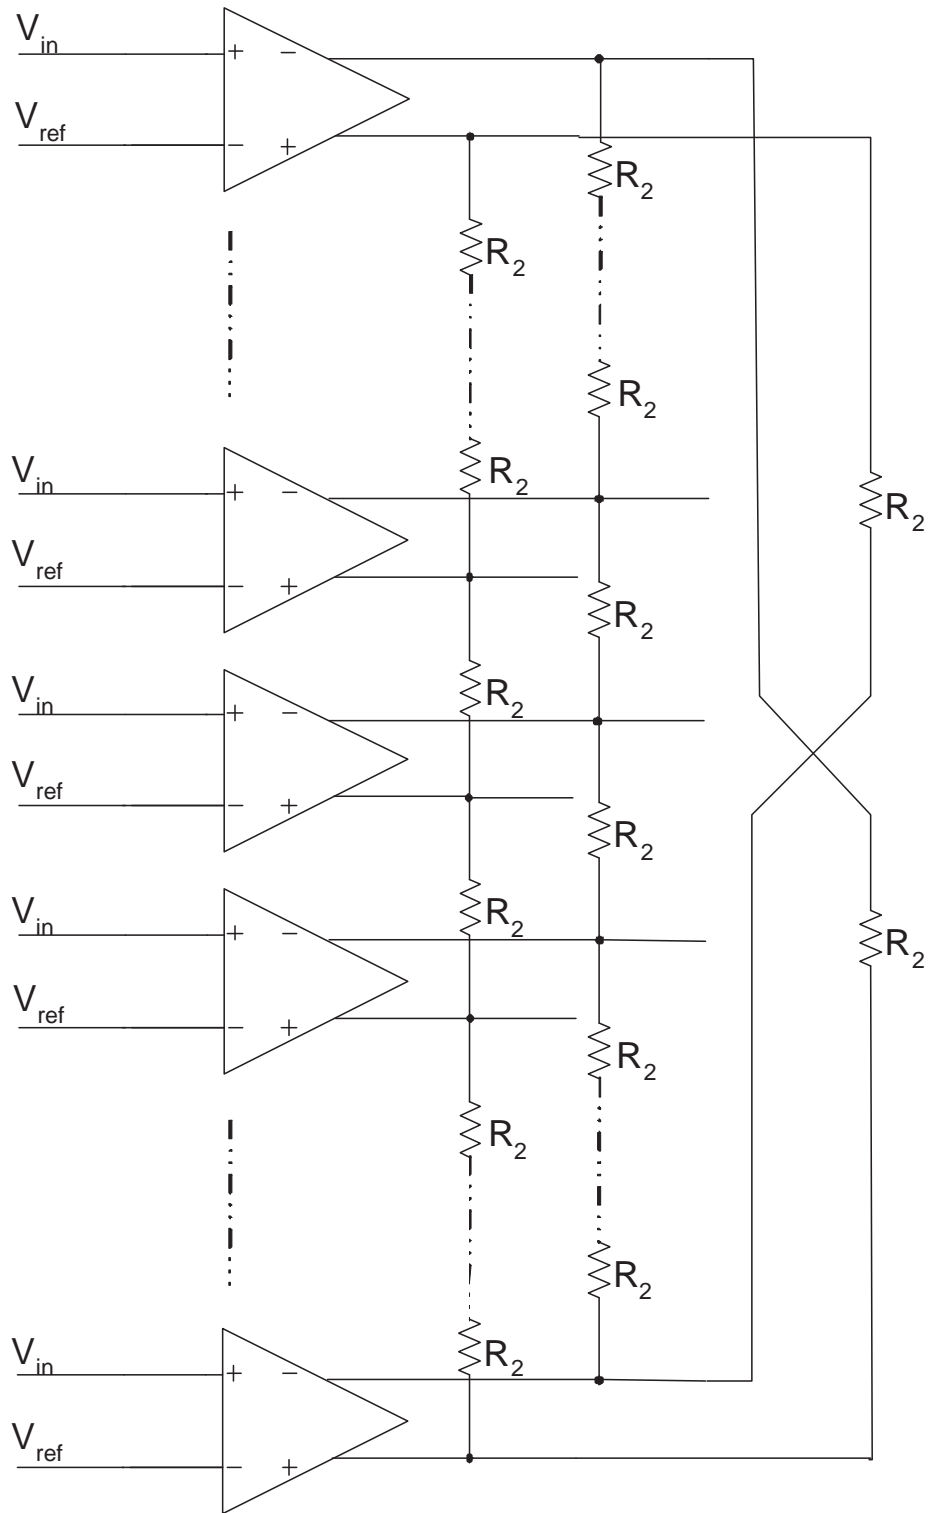 V_in
+ −
V_ref
− +
R_2
R_2
R_2
R_2
V_in
+ −
R_2
V_ref
− +
R_2
R_2
V_in
+ −
V_ref
− +
R_2
R_2
V_in
+ −
R_2
V_ref
− +
R_2
R_2
R_2
V_in
+ −
R_2
V_ref
− +